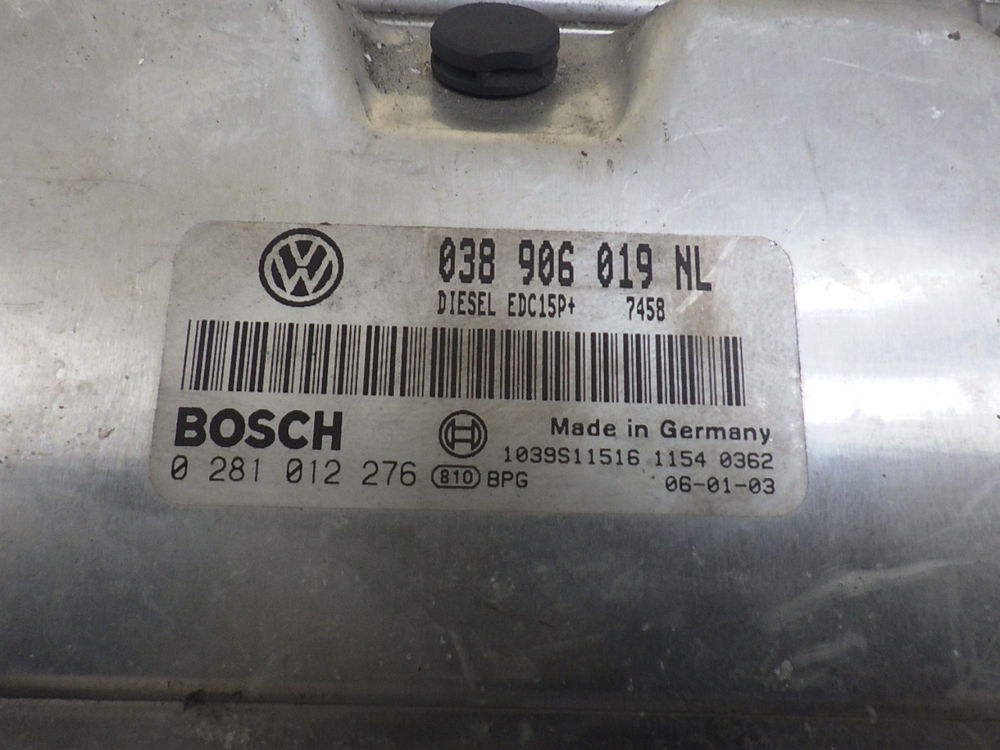 038 906 019 NL
DIESEL EDC15P+ 7458
BOSCH
Made in Germany
1039S11516 1154 0362
0 281 012 276 810 BPG
06-01-03